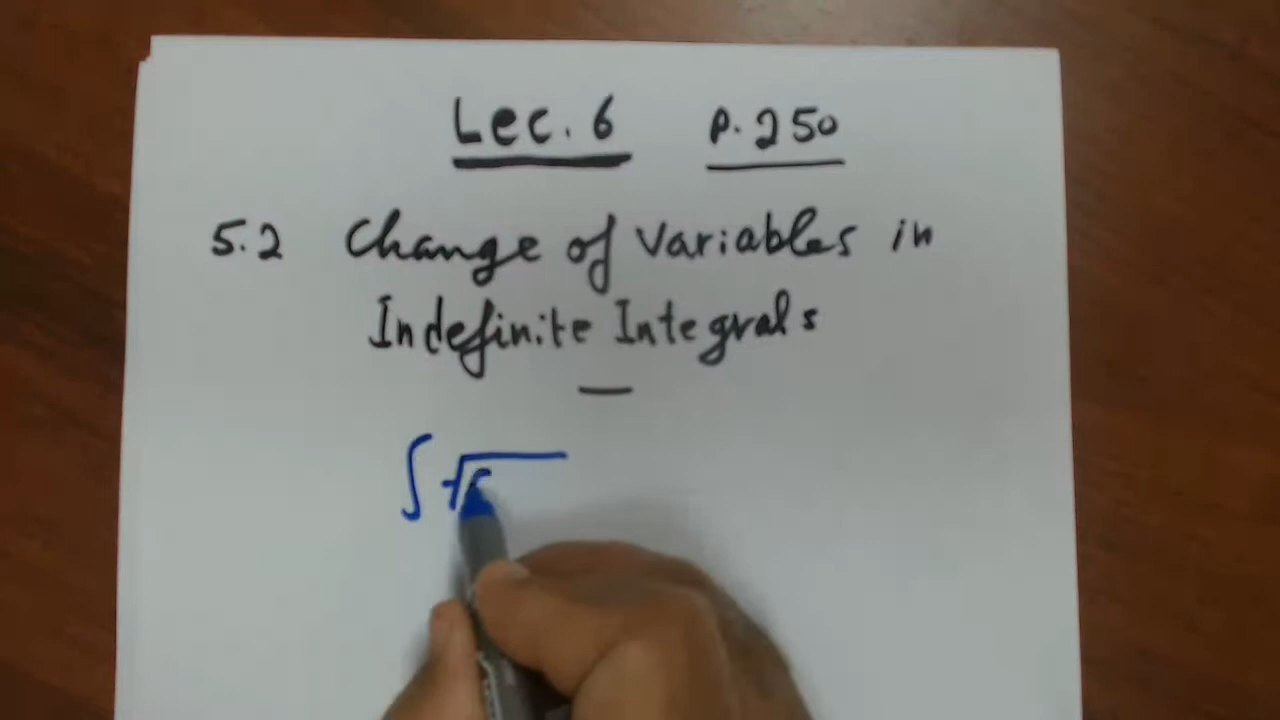 Lec. 6 P. 250
5.2 Change of Variables in
Indefinite Integrals
∫ √